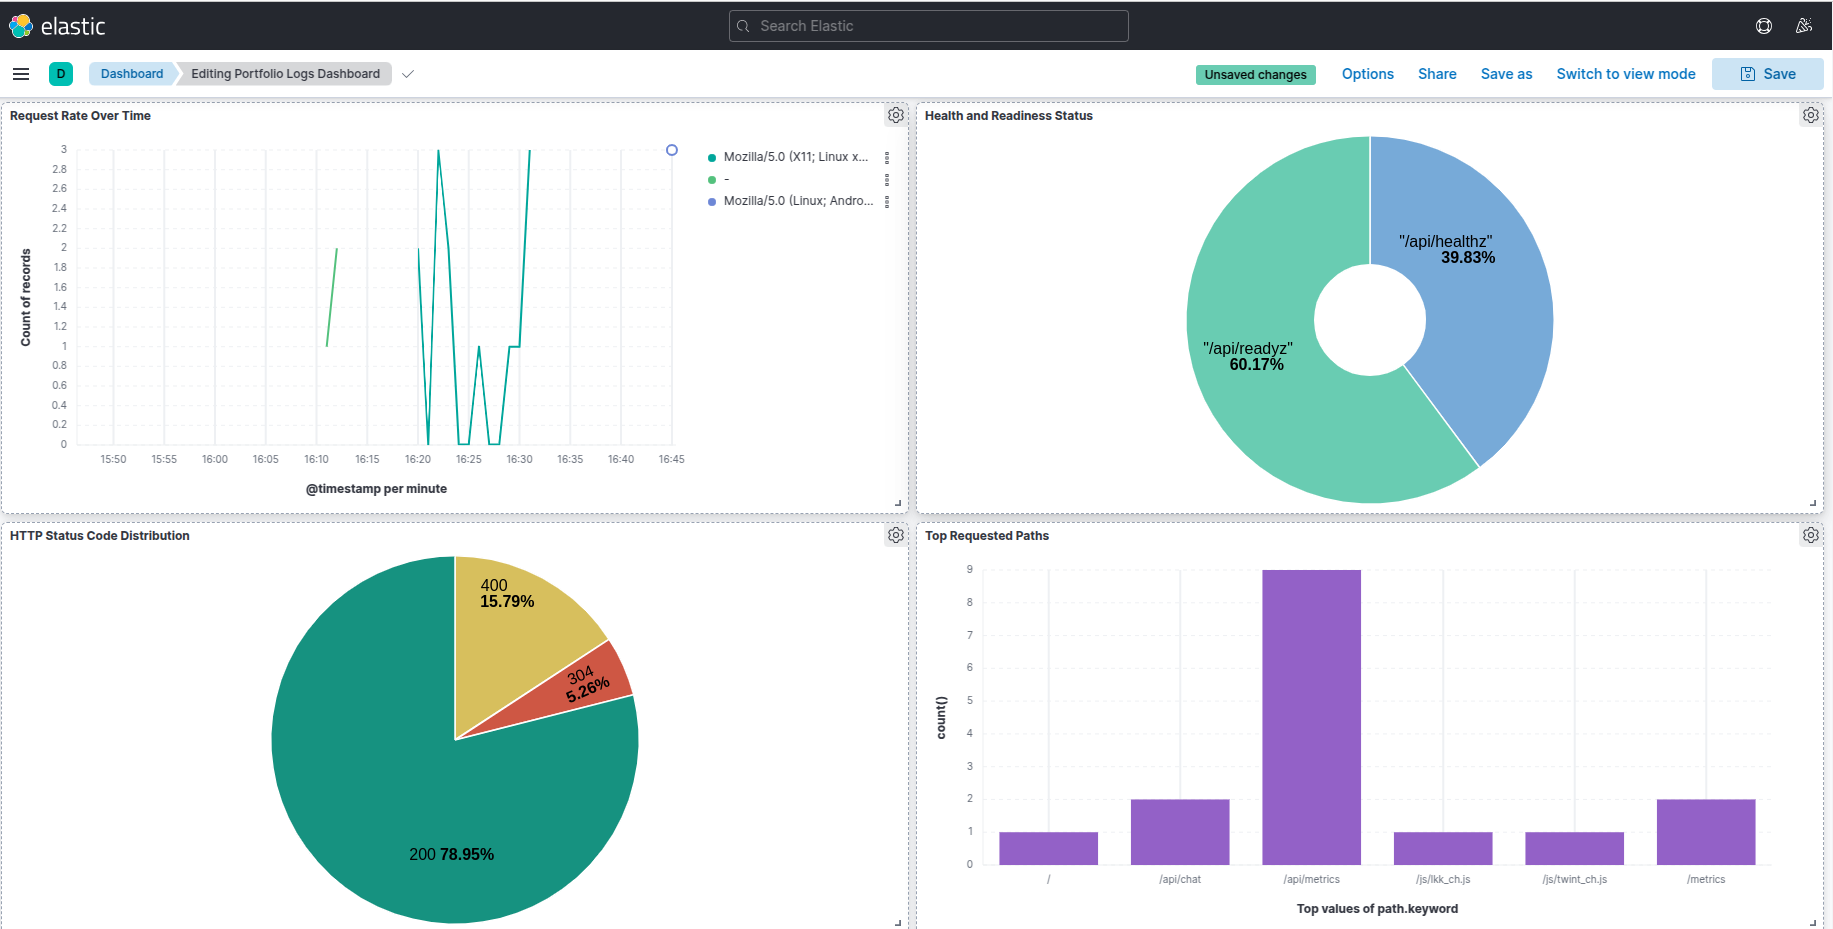 elastic
Search Elastic
D
Dashboard
Editing Portfolio Logs Dashboard
Unsaved changes
Options
Share
Save as
Switch to view mode
Save
Request Rate Over Time
3
2.8
2.6
2.4
2.2
2
1.8
1.6
1.4
1.2
1
0.8
0.6
0.4
0.2
0
Count of records
15:50 15:55 16:00 16:05 16:10 16:15 16:20 16:25 16:30 16:35 16:40 16:45
@timestamp per minute
Mozilla/5.0 (X11; Linux x...
-
Mozilla/5.0 (Linux; Andro...
Health and Readiness Status
"/api/healthz"
39.83%
"/api/readyz"
60.17%
HTTP Status Code Distribution
400
15.79%
304
5.26%
200 78.95%
Top Requested Paths
9
8
7
6
5
4
3
2
1
0
count()
/ /api/chat /api/metrics /js/lkk_ch.js /js/twint_ch.js /metrics
Top values of path.keyword